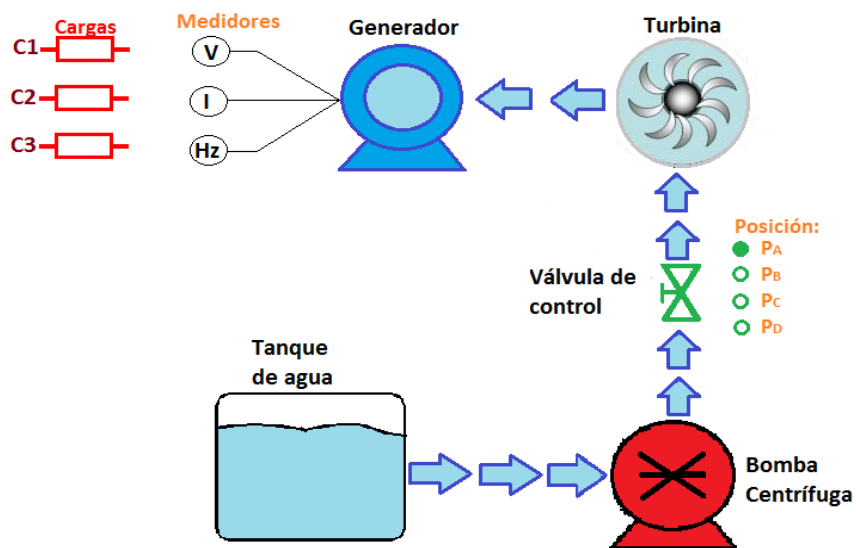 Cargas
C1
C2
C3
Medidores
V
I
Hz
Generador
Turbina
Posición:
PA
PB
PC
PD
Válvula de
control
Tanque
de agua
Bomba
Centrífuga